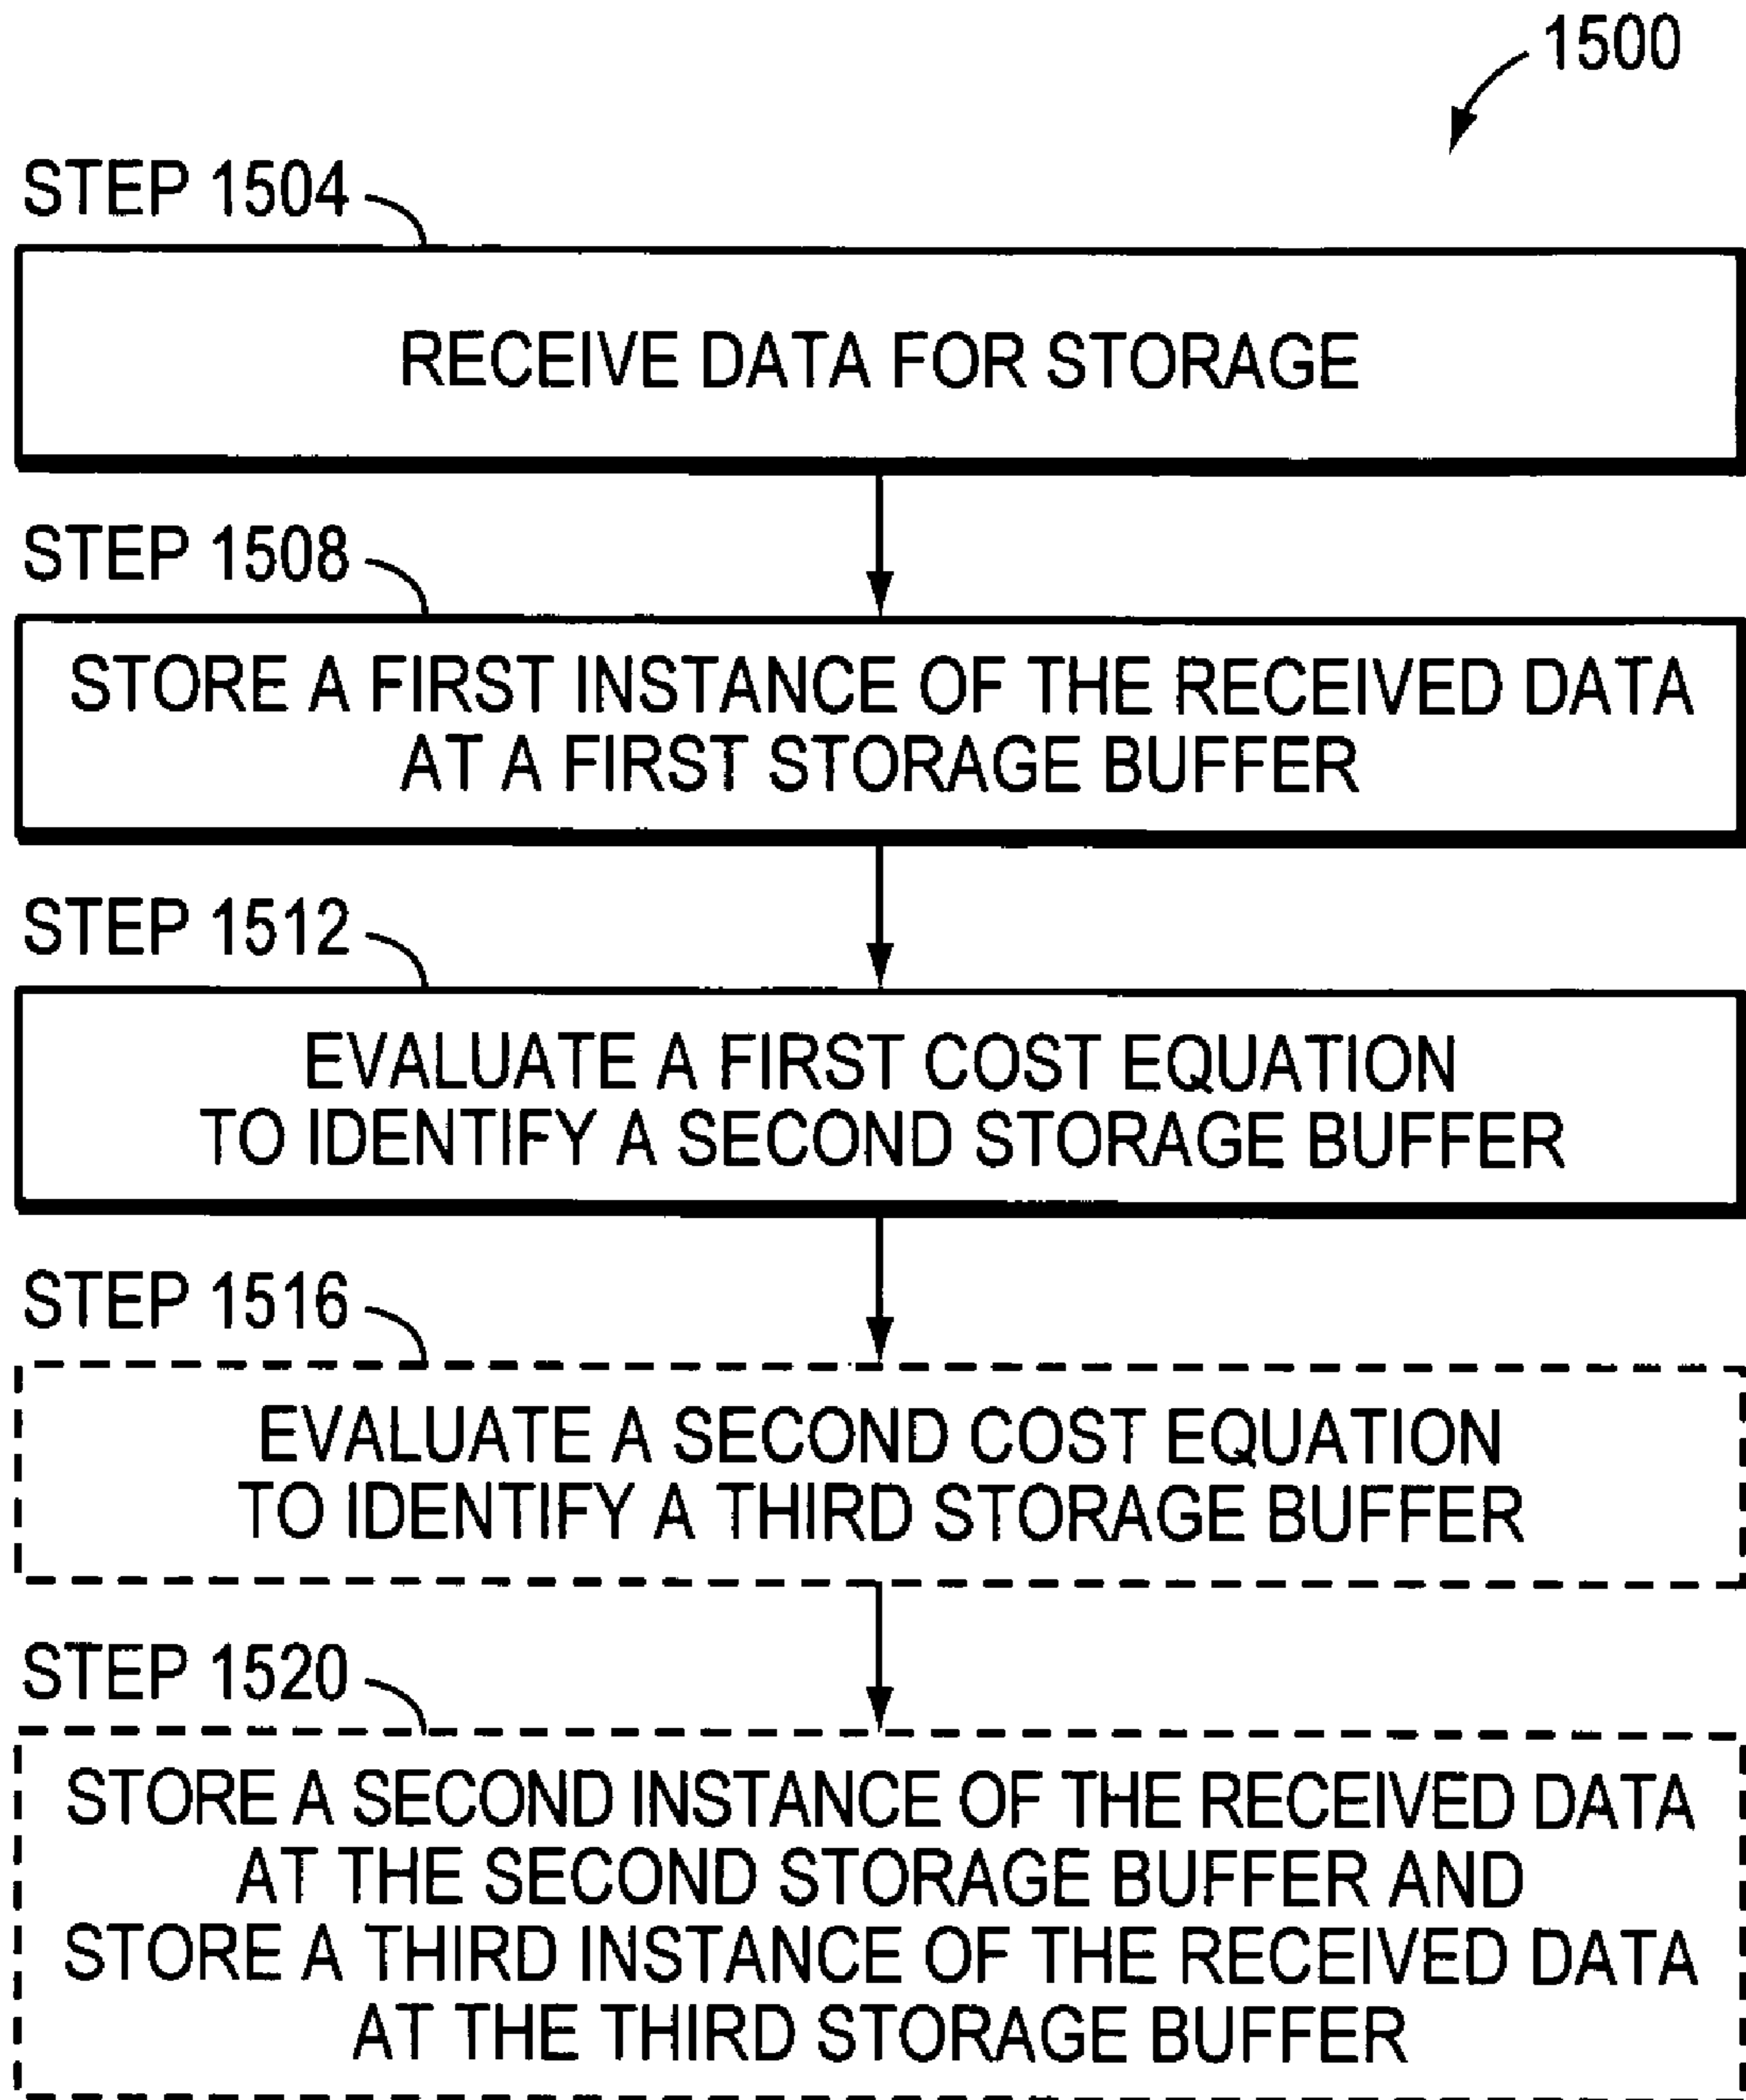 1500
STEP 1504
RECEIVE DATA FOR STORAGE
STEP 1508
STORE A FIRST INSTANCE OF THE RECEIVED DATA
AT A FIRST STORAGE BUFFER
STEP 1512
EVALUATE A FIRST COST EQUATION
TO IDENTIFY A SECOND STORAGE BUFFER
STEP 1516
EVALUATE A SECOND COST EQUATION
TO IDENTIFY A THIRD STORAGE BUFFER
STEP 1520
STORE A SECOND INSTANCE OF THE RECEIVED DATA
AT THE SECOND STORAGE BUFFER AND
STORE A THIRD INSTANCE OF THE RECEIVED DATA
AT THE THIRD STORAGE BUFFER